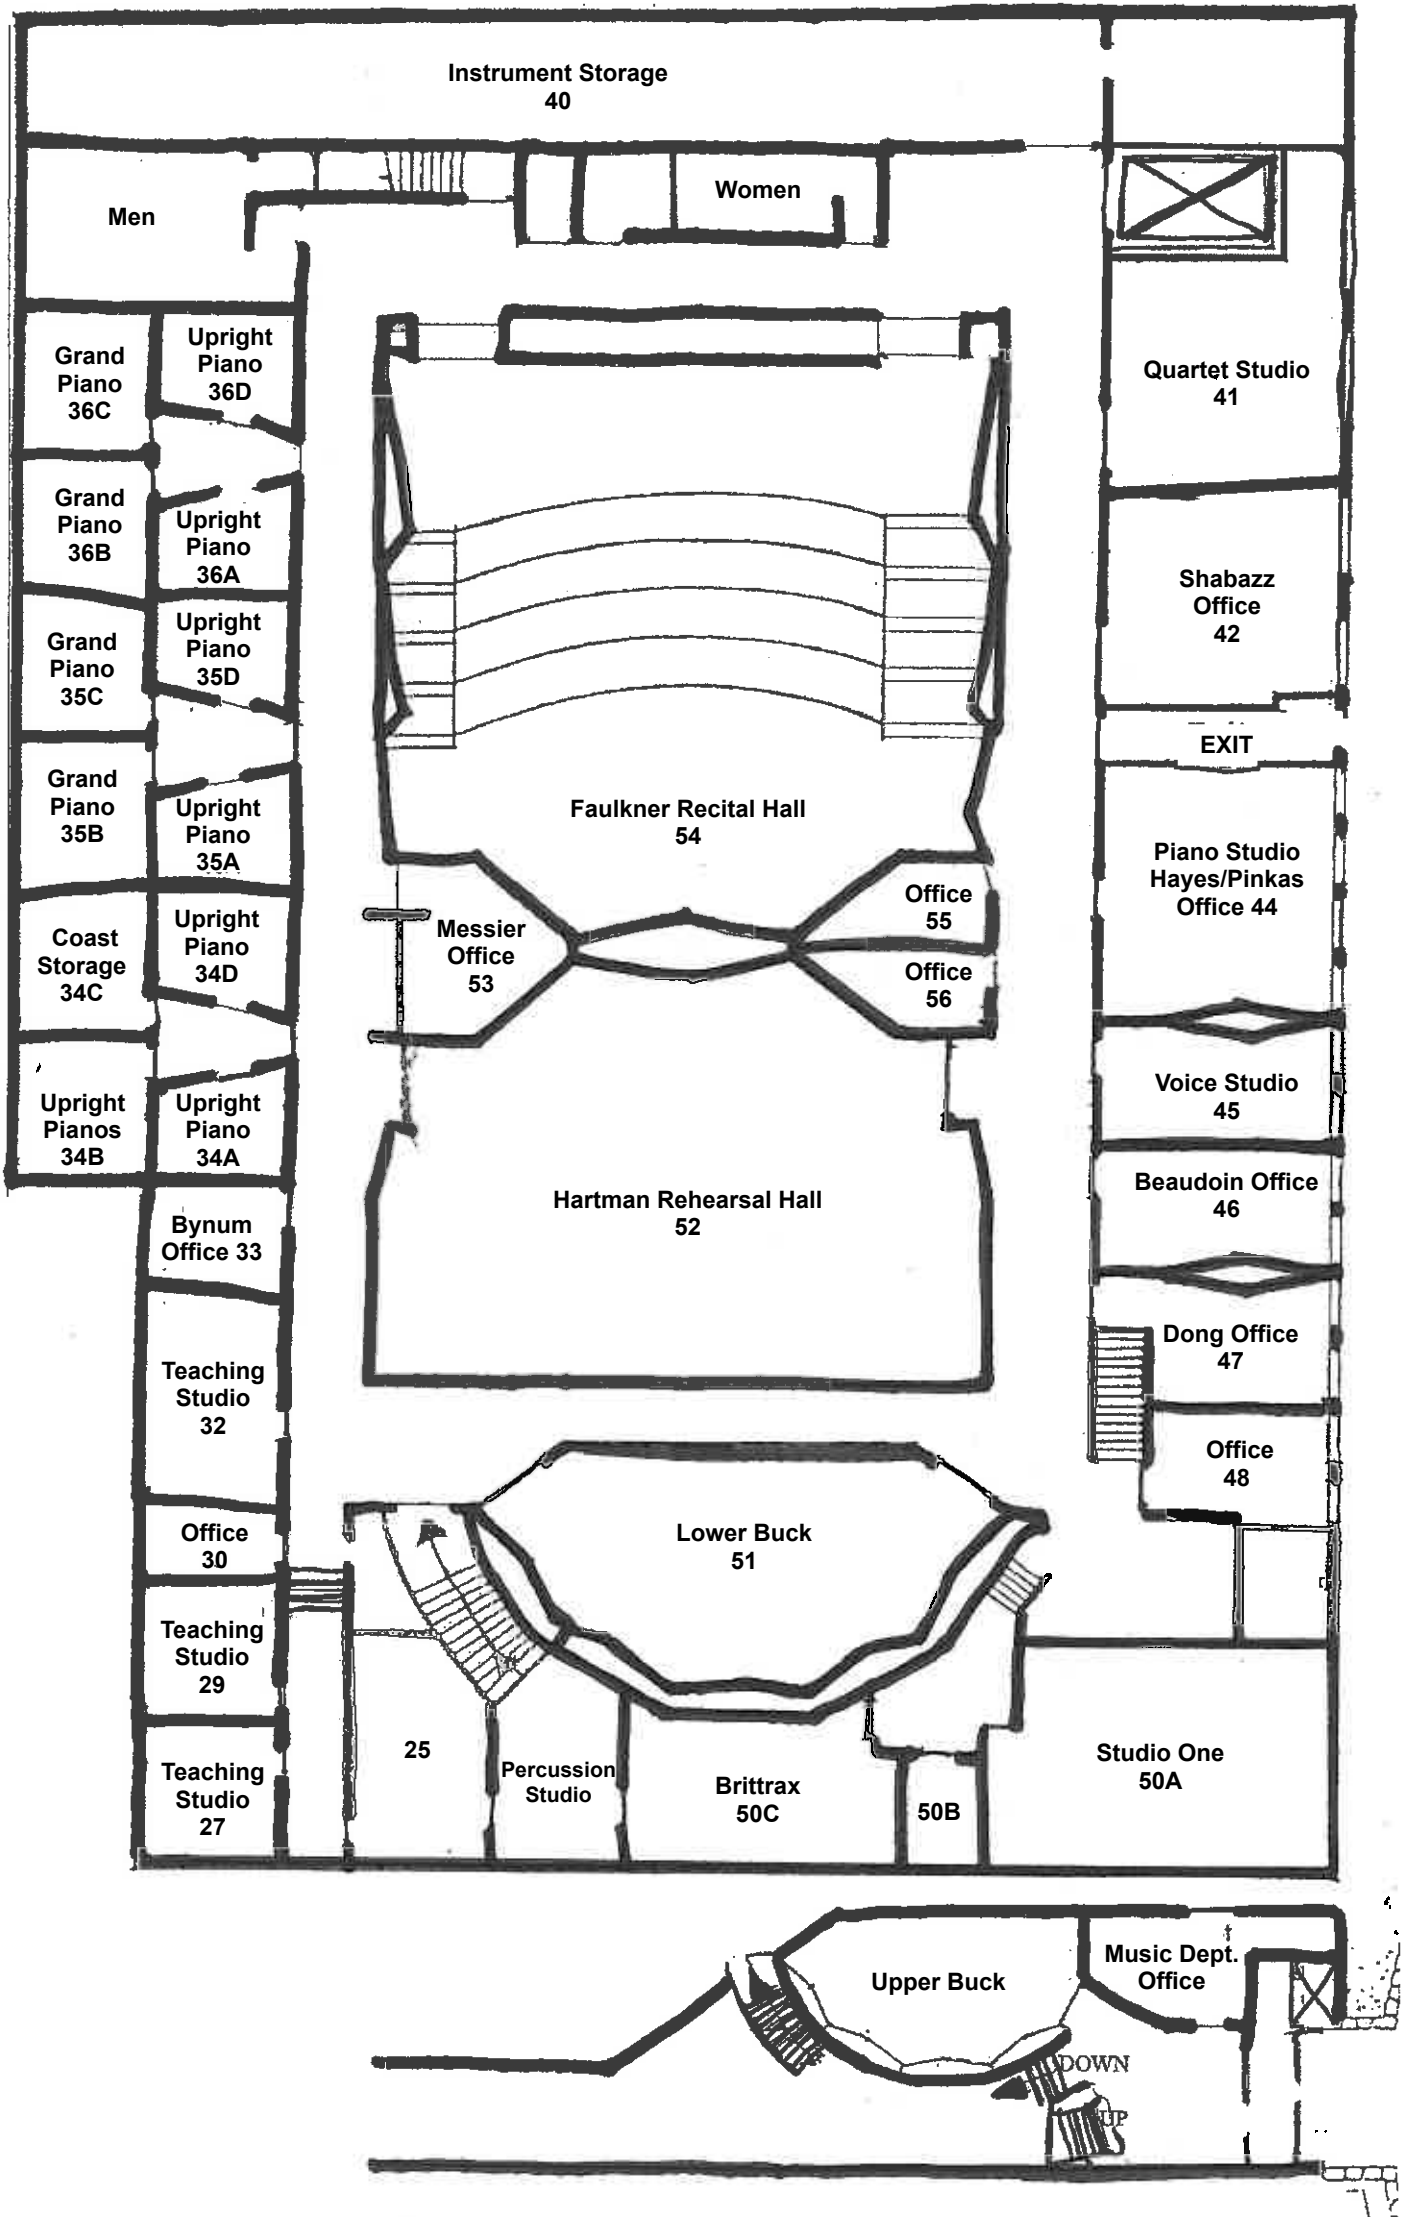 Instrument Storage
40
Men
Women
Grand
Piano
36C
Upright
Piano
36D
Quartet Studio
41
Grand
Piano
36B
Upright
Piano
36A
Shabazz
Office
42
Grand
Piano
35C
Upright
Piano
35D
EXIT
Grand
Piano
35B
Upright
Piano
35A
Faulkner Recital Hall
54
Piano Studio
Hayes/Pinkas
Office 44
Coast
Storage
34C
Upright
Piano
34D
Messier
Office
53
Office
55
Office
56
Voice Studio
45
Upright
Pianos
34B
Upright
Piano
34A
Beaudoin Office
46
Bynum
Office 33
Hartman Rehearsal Hall
52
Dong Office
47
Teaching
Studio
32
Office
48
Office
30
Lower Buck
51
Teaching
Studio
29
25
Percussion
Studio
Brittrax
50C
50B
Studio One
50A
Teaching
Studio
27
Upper Buck
Music Dept.
Office
DOWN
UP